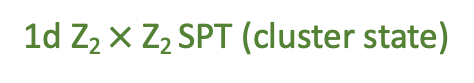 1d Z₂ × Z₂ SPT (cluster state)